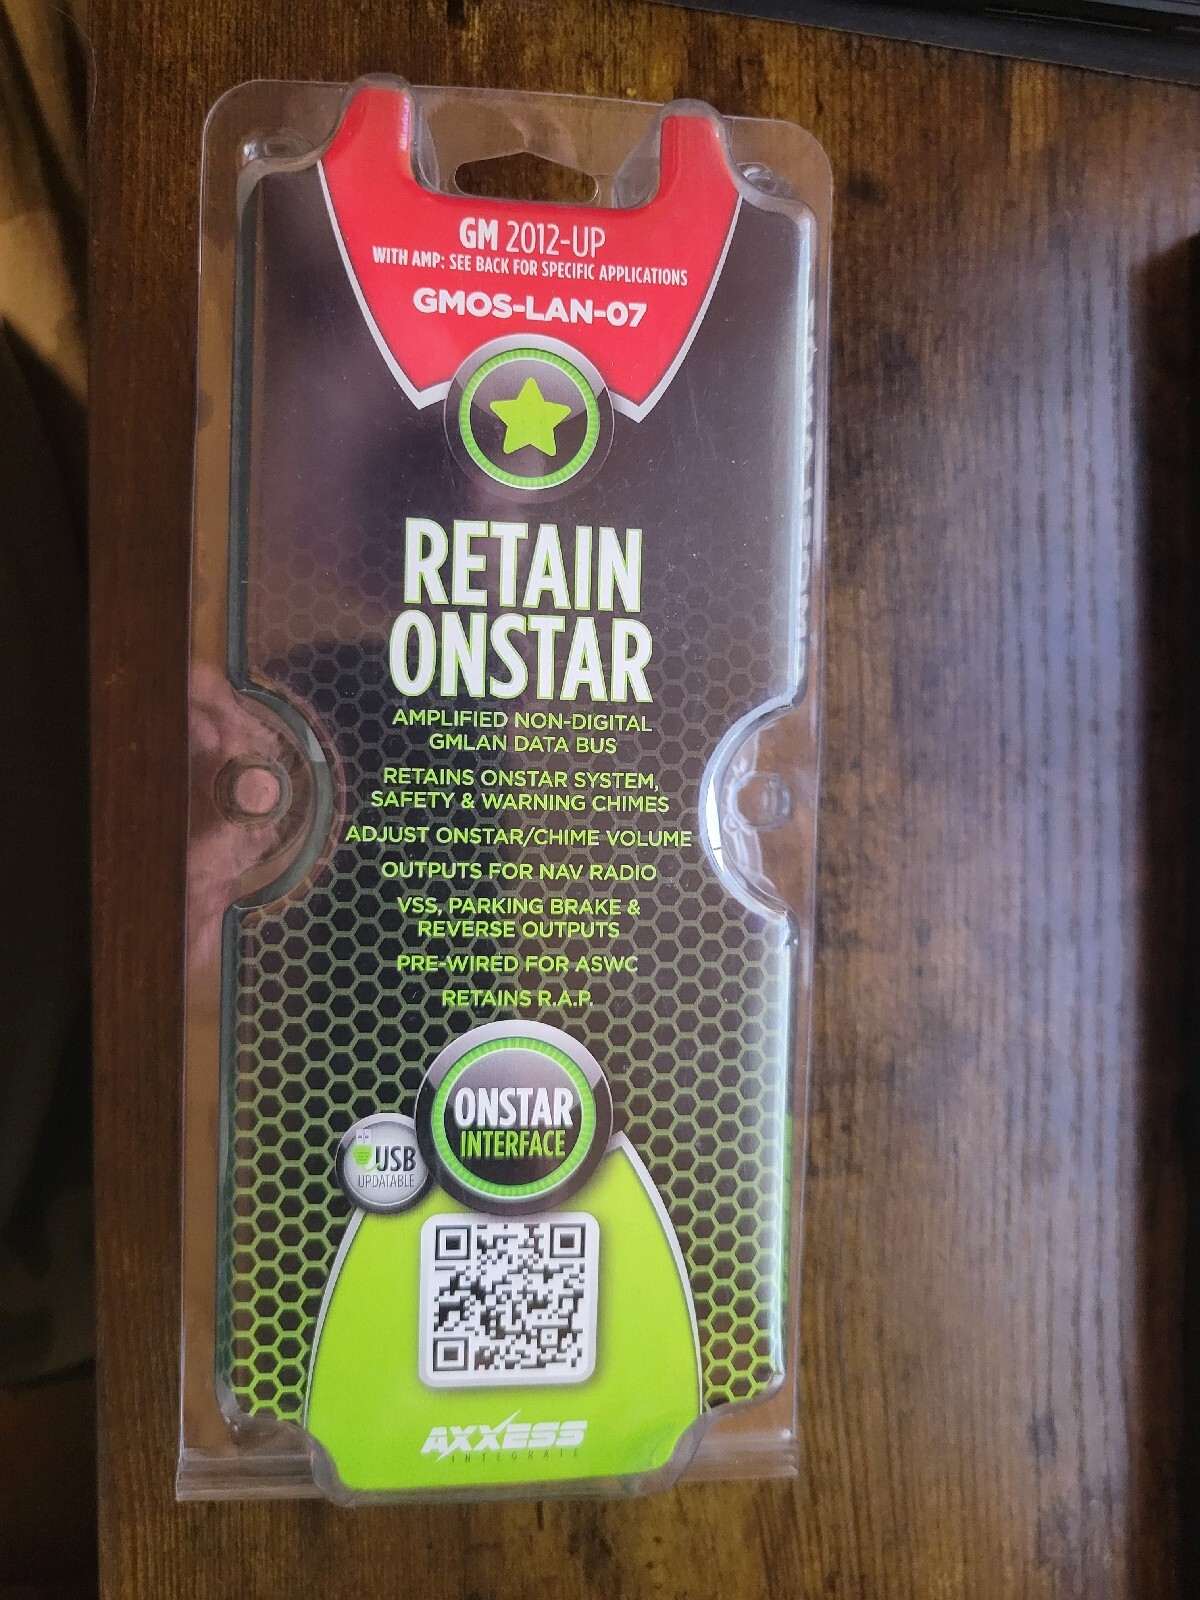 GM 2012-UP
WITH AMP: SEE BACK FOR SPECIFIC APPLICATIONS
GMOS-LAN-07
RETAIN
ONSTAR
AMPLIFIED NON-DIGITAL
GMLAN DATA BUS
RETAINS ONSTAR SYSTEM,
SAFETY & WARNING CHIMES
ADJUST ONSTAR/CHIME VOLUME
OUTPUTS FOR NAV RADIO
VSS, PARKING BRAKE &
REVERSE OUTPUTS
PRE-WIRED FOR ASWC
RETAINS R.A.P.
ONSTAR
INTERFACE
USB
UPDATABLE
AXXESS
INTEGRATE